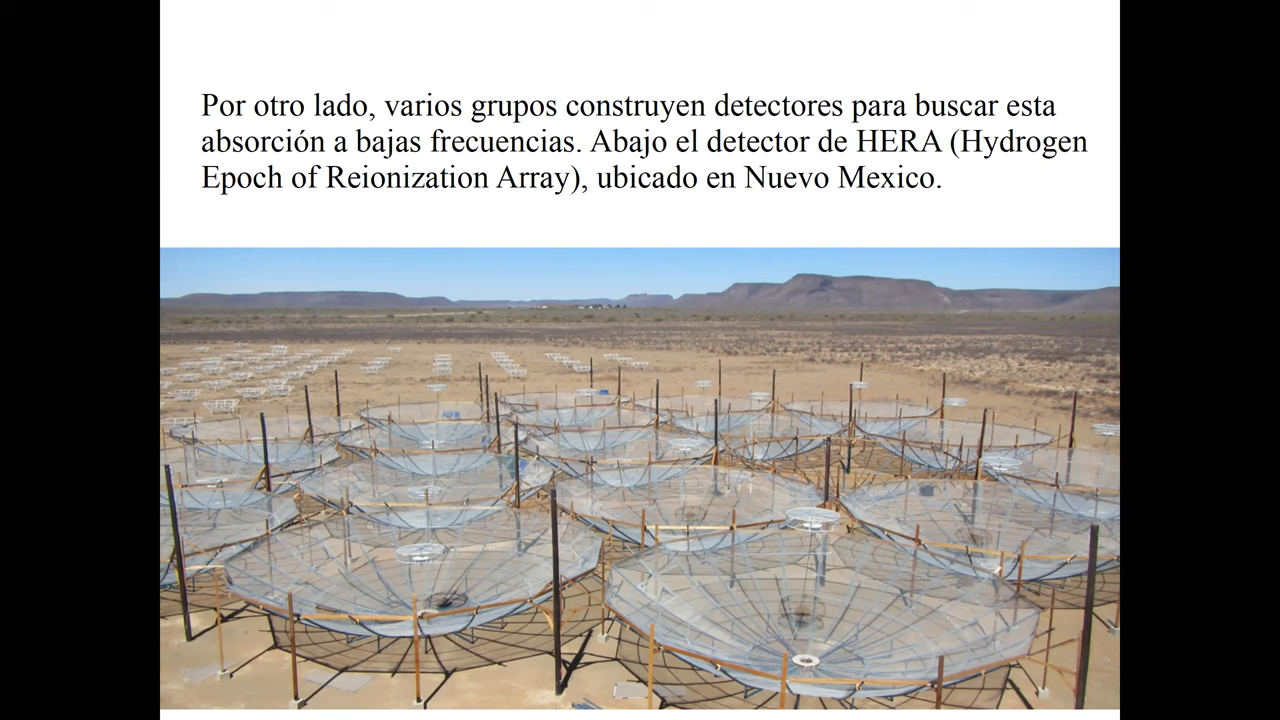 Por otro lado, varios grupos construyen detectores para buscar esta
absorción a bajas frecuencias. Abajo el detector de HERA (Hydrogen
Epoch of Reionization Array), ubicado en Nuevo Mexico.